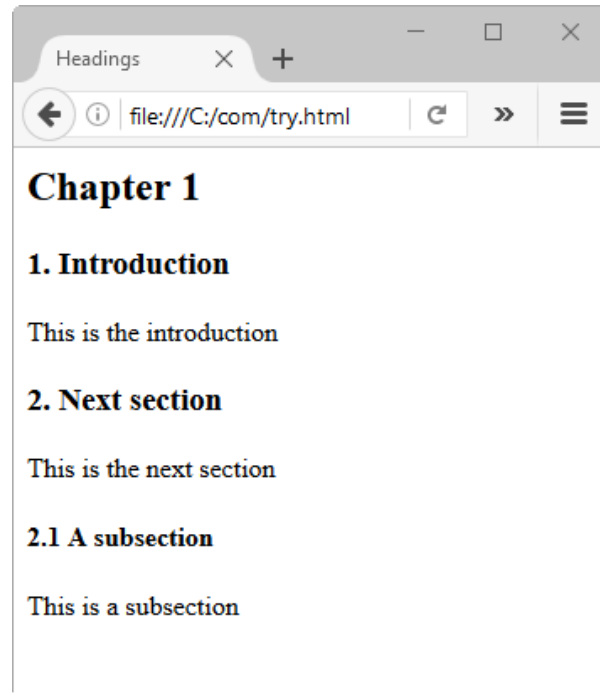 Headings
file:///C:/com/try.html
Chapter 1
1. Introduction
This is the introduction
2. Next section
This is the next section
2.1 A subsection
This is a subsection